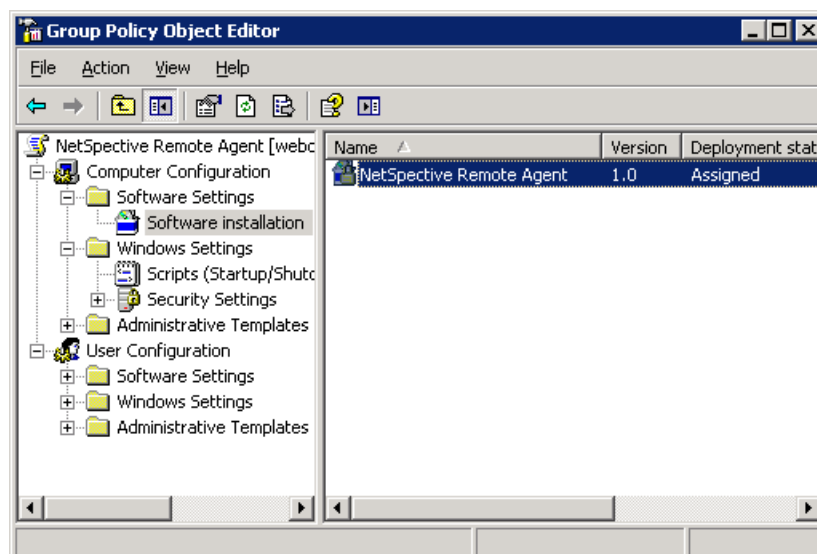 Group Policy Object Editor
File Action View Help
NetSpective Remote Agent [webc
Computer Configuration
Software Settings
Software installation
Windows Settings
Scripts (Startup/Shutd
Security Settings
Administrative Templates
User Configuration
Software Settings
Windows Settings
Administrative Templates
Name Version Deployment stat
NetSpective Remote Agent 1.0 Assigned